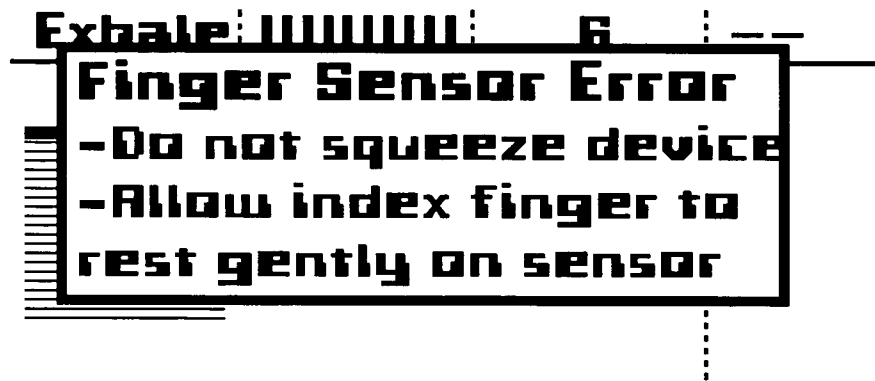 Exhale 6 — —
Finger Sensor Error
-Do not squeeze device
-Allow index finger to
rest gently on sensor